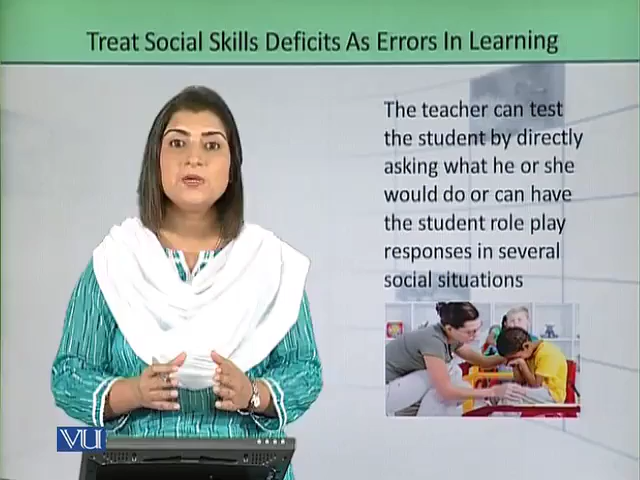 Treat Social Skills Deficits As Errors In Learning
The teacher can test
the student by directly
asking what he or she
would do or can have
the student role play
responses in several
social situations
VU